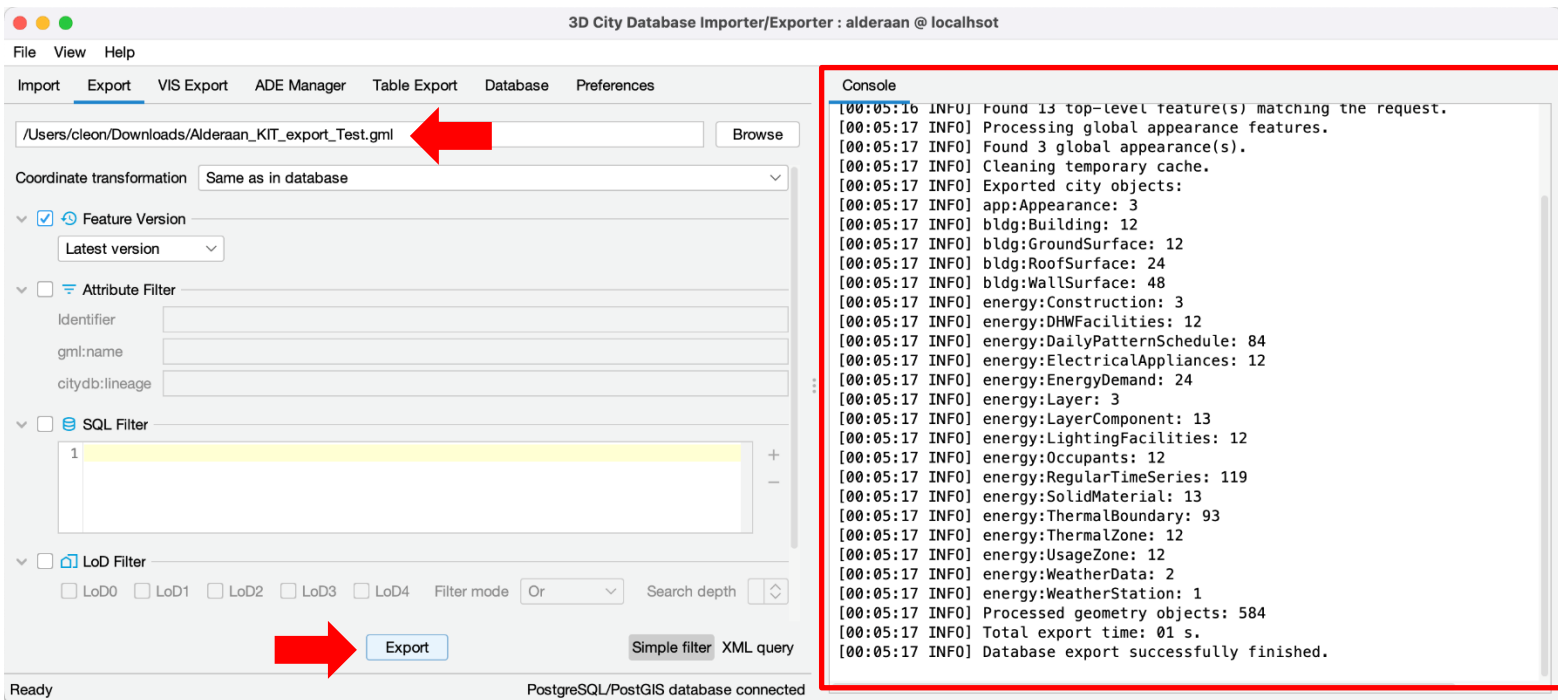 3D City Database Importer/Exporter : alderaan @ localhsot
File View Help
Import Export VIS Export ADE Manager Table Export Database Preferences
/Users/cleon/Downloads/Alderaan_KIT_export_Test.gml Browse
Coordinate transformation Same as in database
Feature Version
Latest version
Attribute Filter
Identifier
gml:name
citydb:lineage
SQL Filter
1
+
−
LoD Filter
LoD0 LoD1 LoD2 LoD3 LoD4 Filter mode Or Search depth
Export Simple filter XML query
Ready PostgreSQL/PostGIS database connected
Console
[00:05:16 INFO] Found 13 top-level feature(s) matching the request.
[00:05:17 INFO] Processing global appearance features.
[00:05:17 INFO] Found 3 global appearance(s).
[00:05:17 INFO] Cleaning temporary cache.
[00:05:17 INFO] Exported city objects:
[00:05:17 INFO] app:Appearance: 3
[00:05:17 INFO] bldg:Building: 12
[00:05:17 INFO] bldg:GroundSurface: 12
[00:05:17 INFO] bldg:RoofSurface: 24
[00:05:17 INFO] bldg:WallSurface: 48
[00:05:17 INFO] energy:Construction: 3
[00:05:17 INFO] energy:DHWFacilities: 12
[00:05:17 INFO] energy:DailyPatternSchedule: 84
[00:05:17 INFO] energy:ElectricalAppliances: 12
[00:05:17 INFO] energy:EnergyDemand: 24
[00:05:17 INFO] energy:Layer: 3
[00:05:17 INFO] energy:LayerComponent: 13
[00:05:17 INFO] energy:LightingFacilities: 12
[00:05:17 INFO] energy:Occupants: 12
[00:05:17 INFO] energy:RegularTimeSeries: 119
[00:05:17 INFO] energy:SolidMaterial: 13
[00:05:17 INFO] energy:ThermalBoundary: 93
[00:05:17 INFO] energy:ThermalZone: 12
[00:05:17 INFO] energy:UsageZone: 12
[00:05:17 INFO] energy:WeatherData: 2
[00:05:17 INFO] energy:WeatherStation: 1
[00:05:17 INFO] Processed geometry objects: 584
[00:05:17 INFO] Total export time: 01 s.
[00:05:17 INFO] Database export successfully finished.